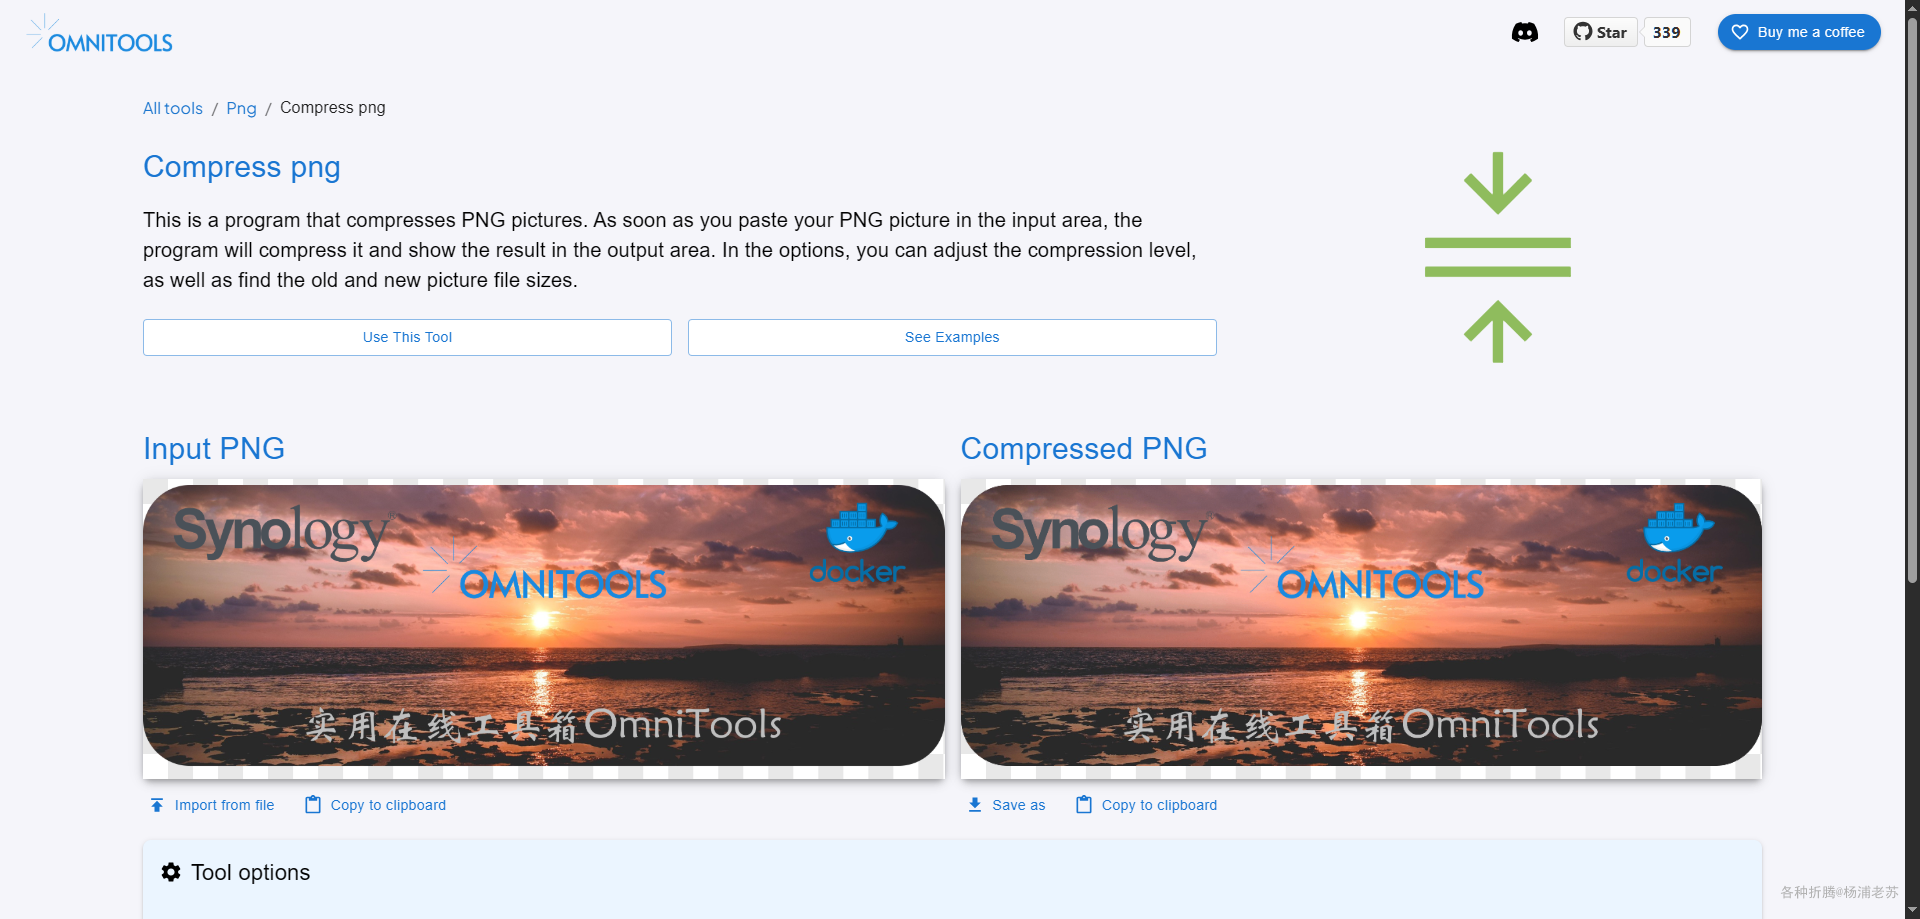 OMNITOOLS
Star
339
Buy me a coffee
All tools / Png / Compress png
Compress png
This is a program that compresses PNG pictures. As soon as you paste your PNG picture in the input area, the
program will compress it and show the result in the output area. In the options, you can adjust the compression level,
as well as find the old and new picture file sizes.
Use This Tool
See Examples
Input PNG
Synology®
docker
OMNITOOLS
实用在线工具箱OmniTools
Import from file
Copy to clipboard
Compressed PNG
Synology®
docker
OMNITOOLS
实用在线工具箱OmniTools
Save as
Copy to clipboard
Tool options
各种折腾@杨浦老苏